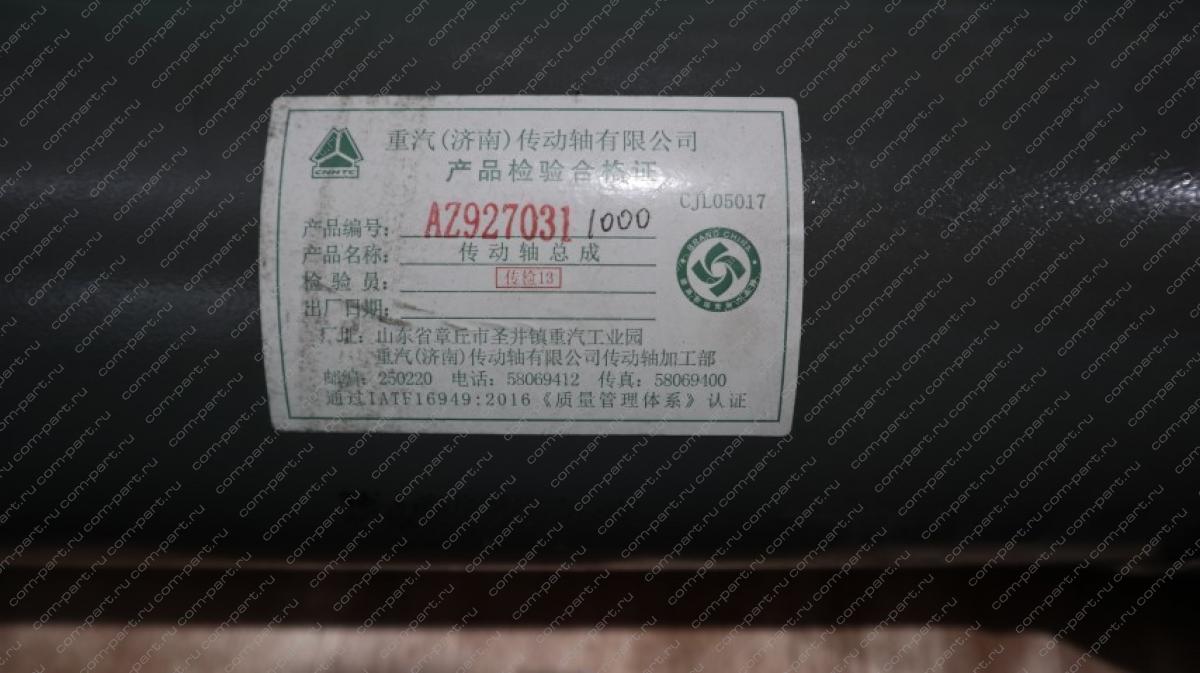 重汽(济南)传动轴有限公司
产品检验合格证
CNHTC
CJL05017
产品编号: AZ927031 1000
产品名称: 传动轴总成
检验员: 传检13
出厂日期:
厂址: 山东省章丘市圣井镇重汽工业园
重汽(济南)传动轴有限公司传动轴加工部
邮编: 250220 电话: 58069412 传真: 58069400
通过IATF16949:2016《质量管理体系》认证
BRAND CHINA
com-part.ru